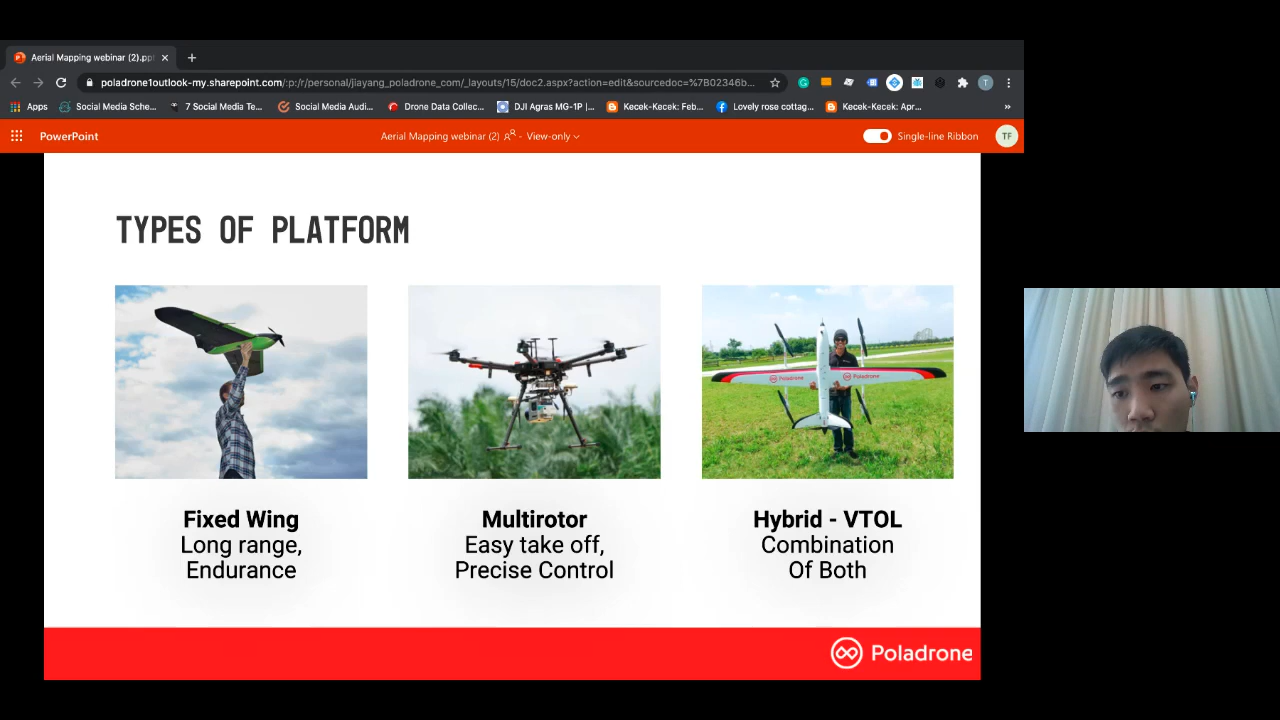 Aerial Mapping webinar (2).ppt
poladrone1outlook-my.sharepoint.com/:p:/r/personal/jiayang_poladrone_com/_layouts/15/doc2.aspx?action=edit&sourcedoc=%7B02346b...
T
Apps
Social Media Sche...
7 Social Media Te...
Social Media Audi...
Drone Data Collec...
DJI Agras MG-1P |...
Kecek-Kecek: Feb...
Lovely rose cottag...
Kecek-Kecek: Apr...
»
PowerPoint
Aerial Mapping webinar (2) - View-only
Single-line Ribbon
TF
TYPES OF PLATFORM
Poladrone Poladrone
Fixed Wing
Long range,
Endurance
Multirotor
Easy take off,
Precise Control
Hybrid - VTOL
Combination
Of Both
Poladrone